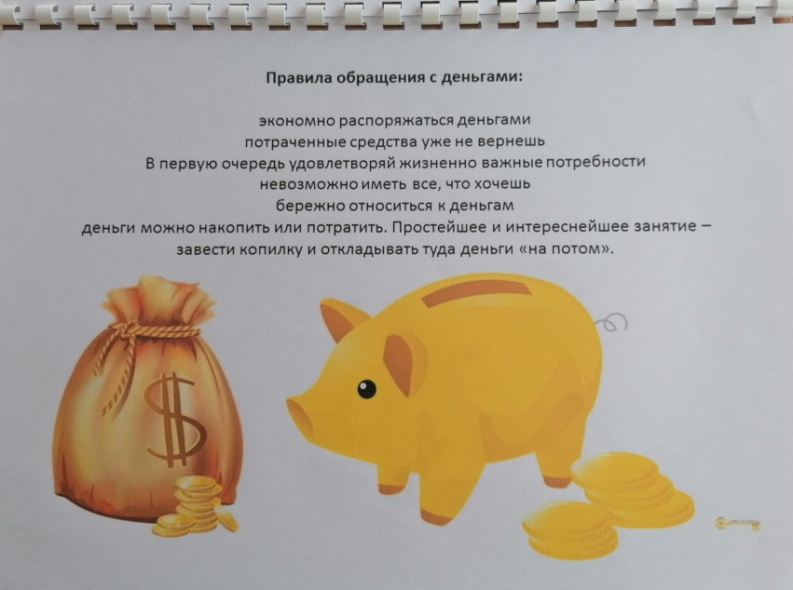 Правила обращения с деньгами:
экономно распоряжаться деньгами
потраченные средства уже не вернешь
В первую очередь удовлетворяй жизненно важные потребности
невозможно иметь все, что хочешь
бережно относиться к деньгам
деньги можно накопить или потратить. Простейшее и интереснейшее занятие –
завести копилку и откладывать туда деньги «на потом».
$